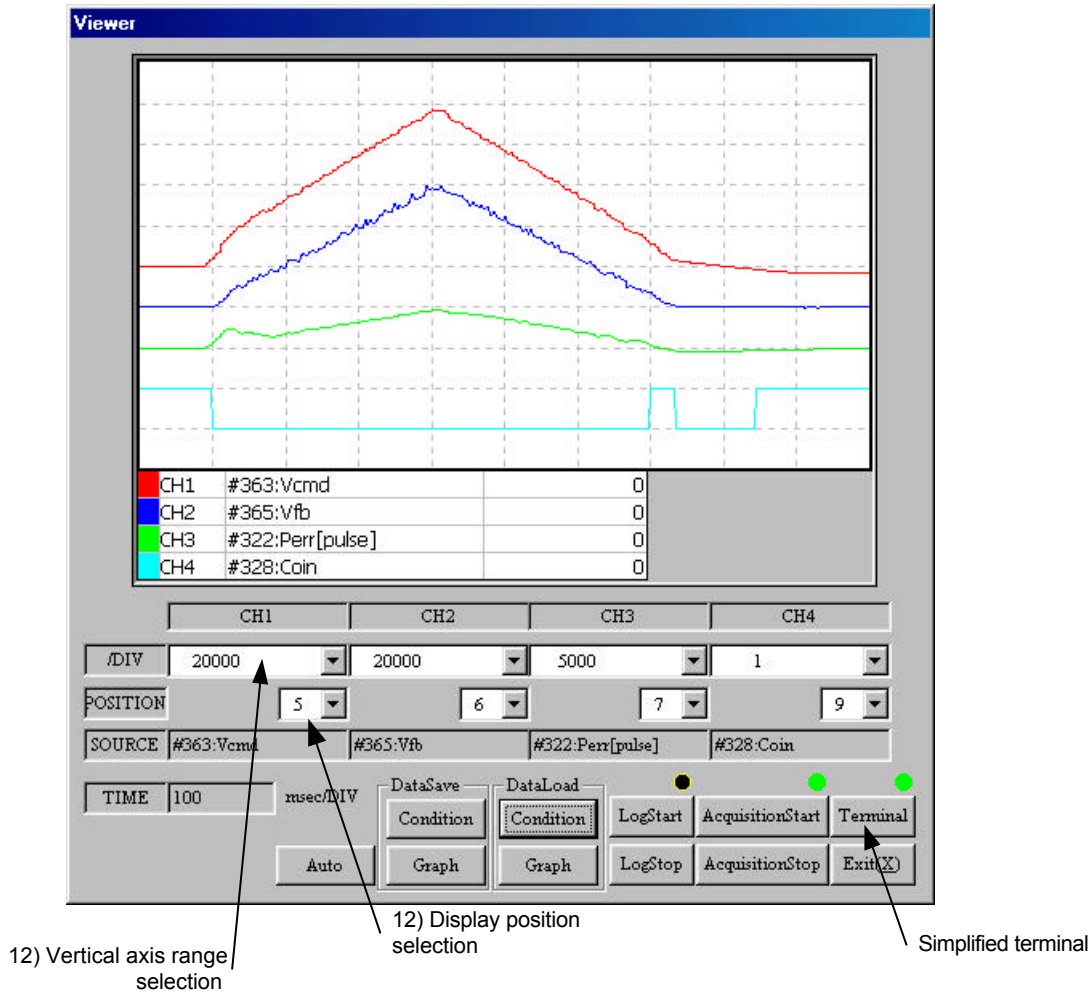 Viewer
CH1 #363:Vcmd 0
CH2 #365:Vfb 0
CH3 #322:Perr[pulse] 0
CH4 #328:Coin 0
CH1 CH2 CH3 CH4
/DIV 20000 20000 5000 1
POSITION 5 6 7 9
SOURCE #363:Vcmd #365:Vfb #322:Perr[pulse] #328:Coin
TIME 100 msec/DIV
DataSave DataLoad
Condition Condition LogStart AcquisitionStart Terminal
Auto Graph Graph LogStop AcquisitionStop Exit(X)
12) Display position
selection
Simplified terminal
12) Vertical axis range
selection